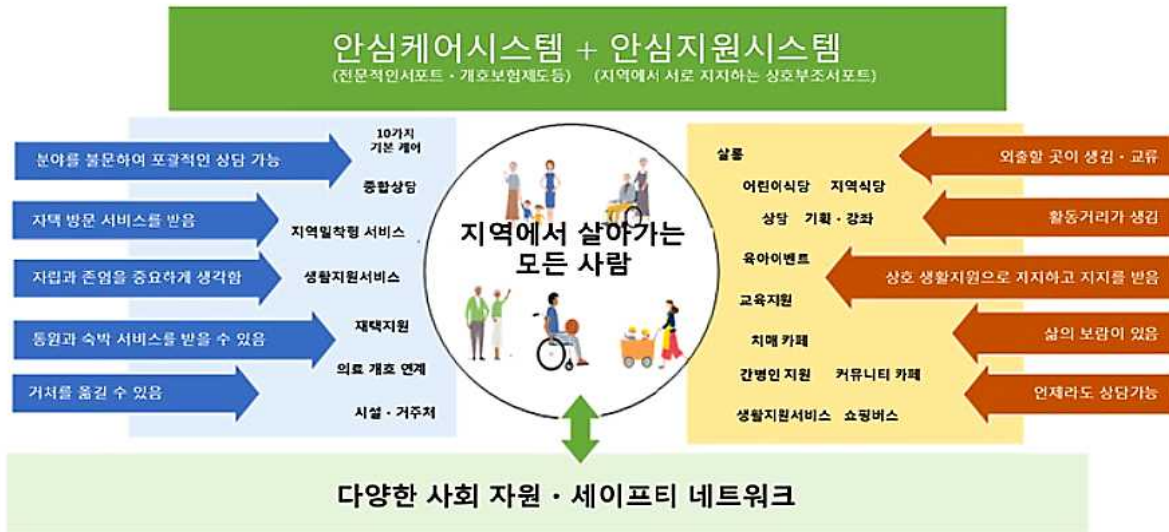 안심케어시스템 + 안심지원시스템
(전문적인서포트・개호보험제도등) (지역에서 서로 지지하는 상호부조서포트)
분야를 불문하여 포괄적인 상담 가능
자택 방문 서비스를 받음
자립과 존엄을 중요하게 생각함
통원과 숙박 서비스를 받을 수 있음
거처를 옮길 수 있음
10가지
기본 케어
종합상담
지역밀착형 서비스
생활지원서비스
재택지원
의료 개호 연계
시설・거주처
지역에서 살아가는
모든 사람
살롱
어린이식당 지역식당
상담 기획・강좌
육아이벤트
교육지원
치매 카페
간병인 지원 커뮤니티 카페
생활지원서비스 쇼핑버스
외출할 곳이 생김・교류
활동거리가 생김
상호 생활지원으로 지지하고 지지를 받음
삶의 보람이 있음
언제라도 상담가능
다양한 사회 자원・세이프티 네트워크